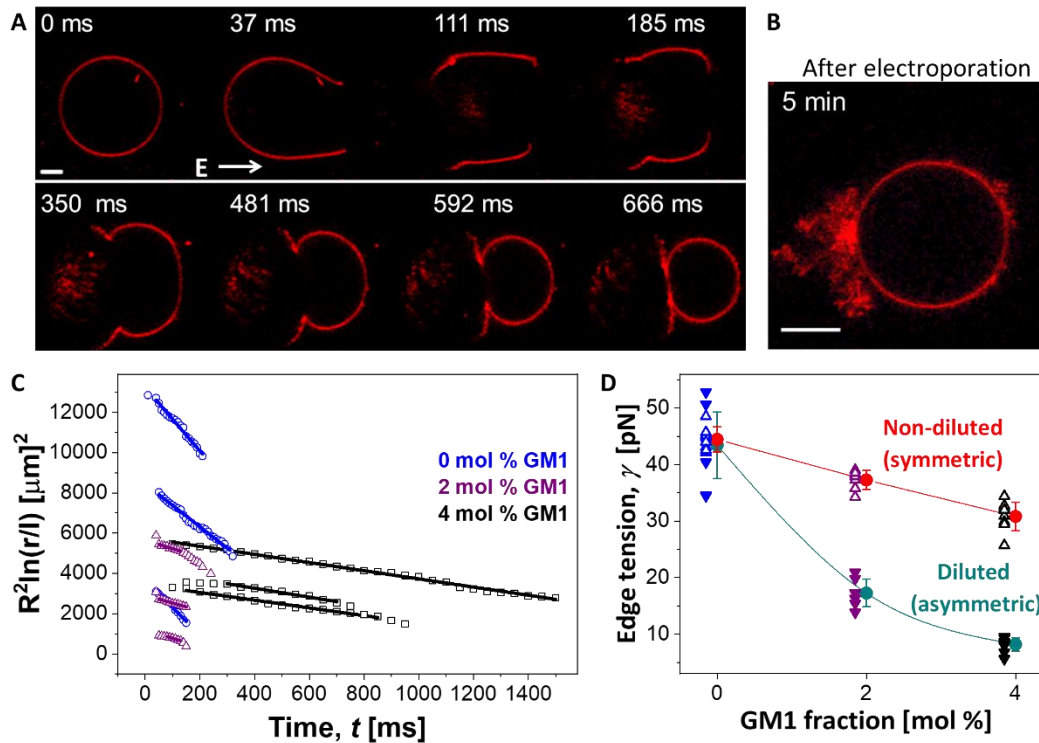 A
0 ms
37 ms
111 ms
185 ms
E
350 ms
481 ms
592 ms
666 ms
B
After electroporation
5 min
C
R²ln(r/l) [μm]²
12000
10000
8000
6000
4000
2000
0
0 mol % GM1
2 mol % GM1
4 mol % GM1
0 200 400 600 800 1000 1200 1400
Time, t [ms]
D
Edge tension, γ [pN]
50
40
30
20
10
Non-diluted
(symmetric)
Diluted
(asymmetric)
0 2 4
GM1 fraction [mol %]